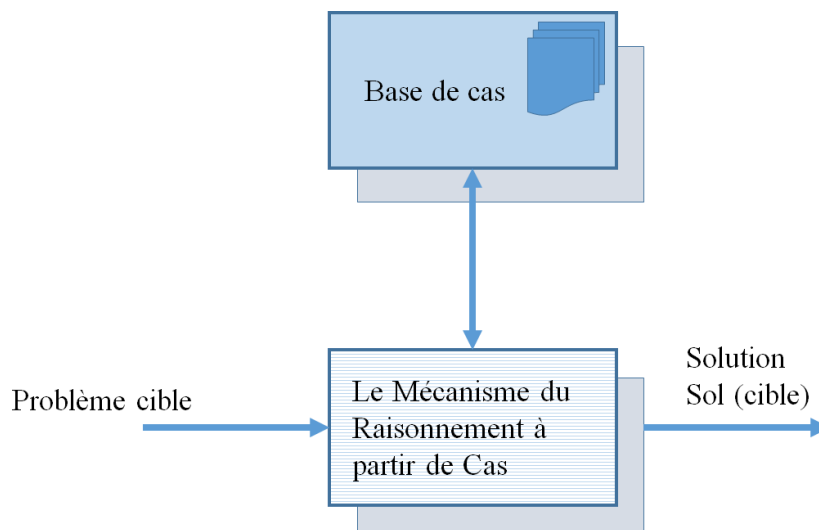 Base de cas
Problème cible
Le Mécanisme du
Raisonnement à
partir de Cas
Solution
Sol (cible)